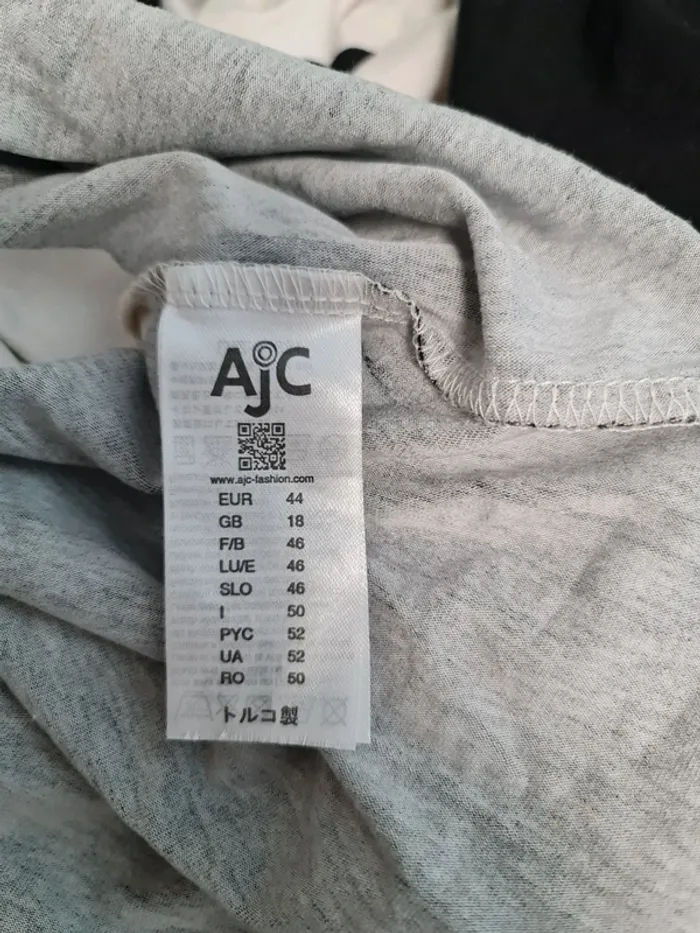 AjC
www.ajc-fashion.com
EUR 44
GB 18
F/B 46
LU/E 46
SLO 46
I 50
PYC 52
UA 52
RO 50
トルコ製